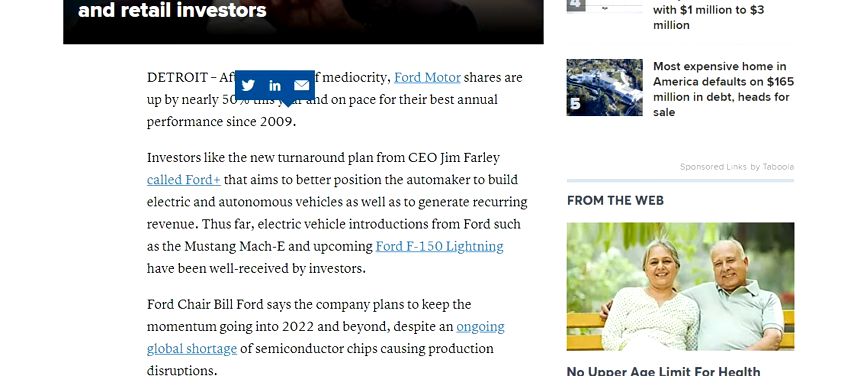 and retail investors
DETROIT – Af f mediocrity, Ford Motor shares are
up by nearly 50% this year and on pace for their best annual
performance since 2009.
Investors like the new turnaround plan from CEO Jim Farley
called Ford+ that aims to better position the automaker to build
electric and autonomous vehicles as well as to generate recurring
revenue. Thus far, electric vehicle introductions from Ford such
as the Mustang Mach-E and upcoming Ford F-150 Lightning
have been well-received by investors.
Ford Chair Bill Ford says the company plans to keep the
momentum going into 2022 and beyond, despite an ongoing
global shortage of semiconductor chips causing production
disruptions.
4
with $1 million to $3
million
5
Most expensive home in
America defaults on $165
million in debt, heads for
sale
Sponsored Links by Taboola
FROM THE WEB
No Upper Age Limit For Health